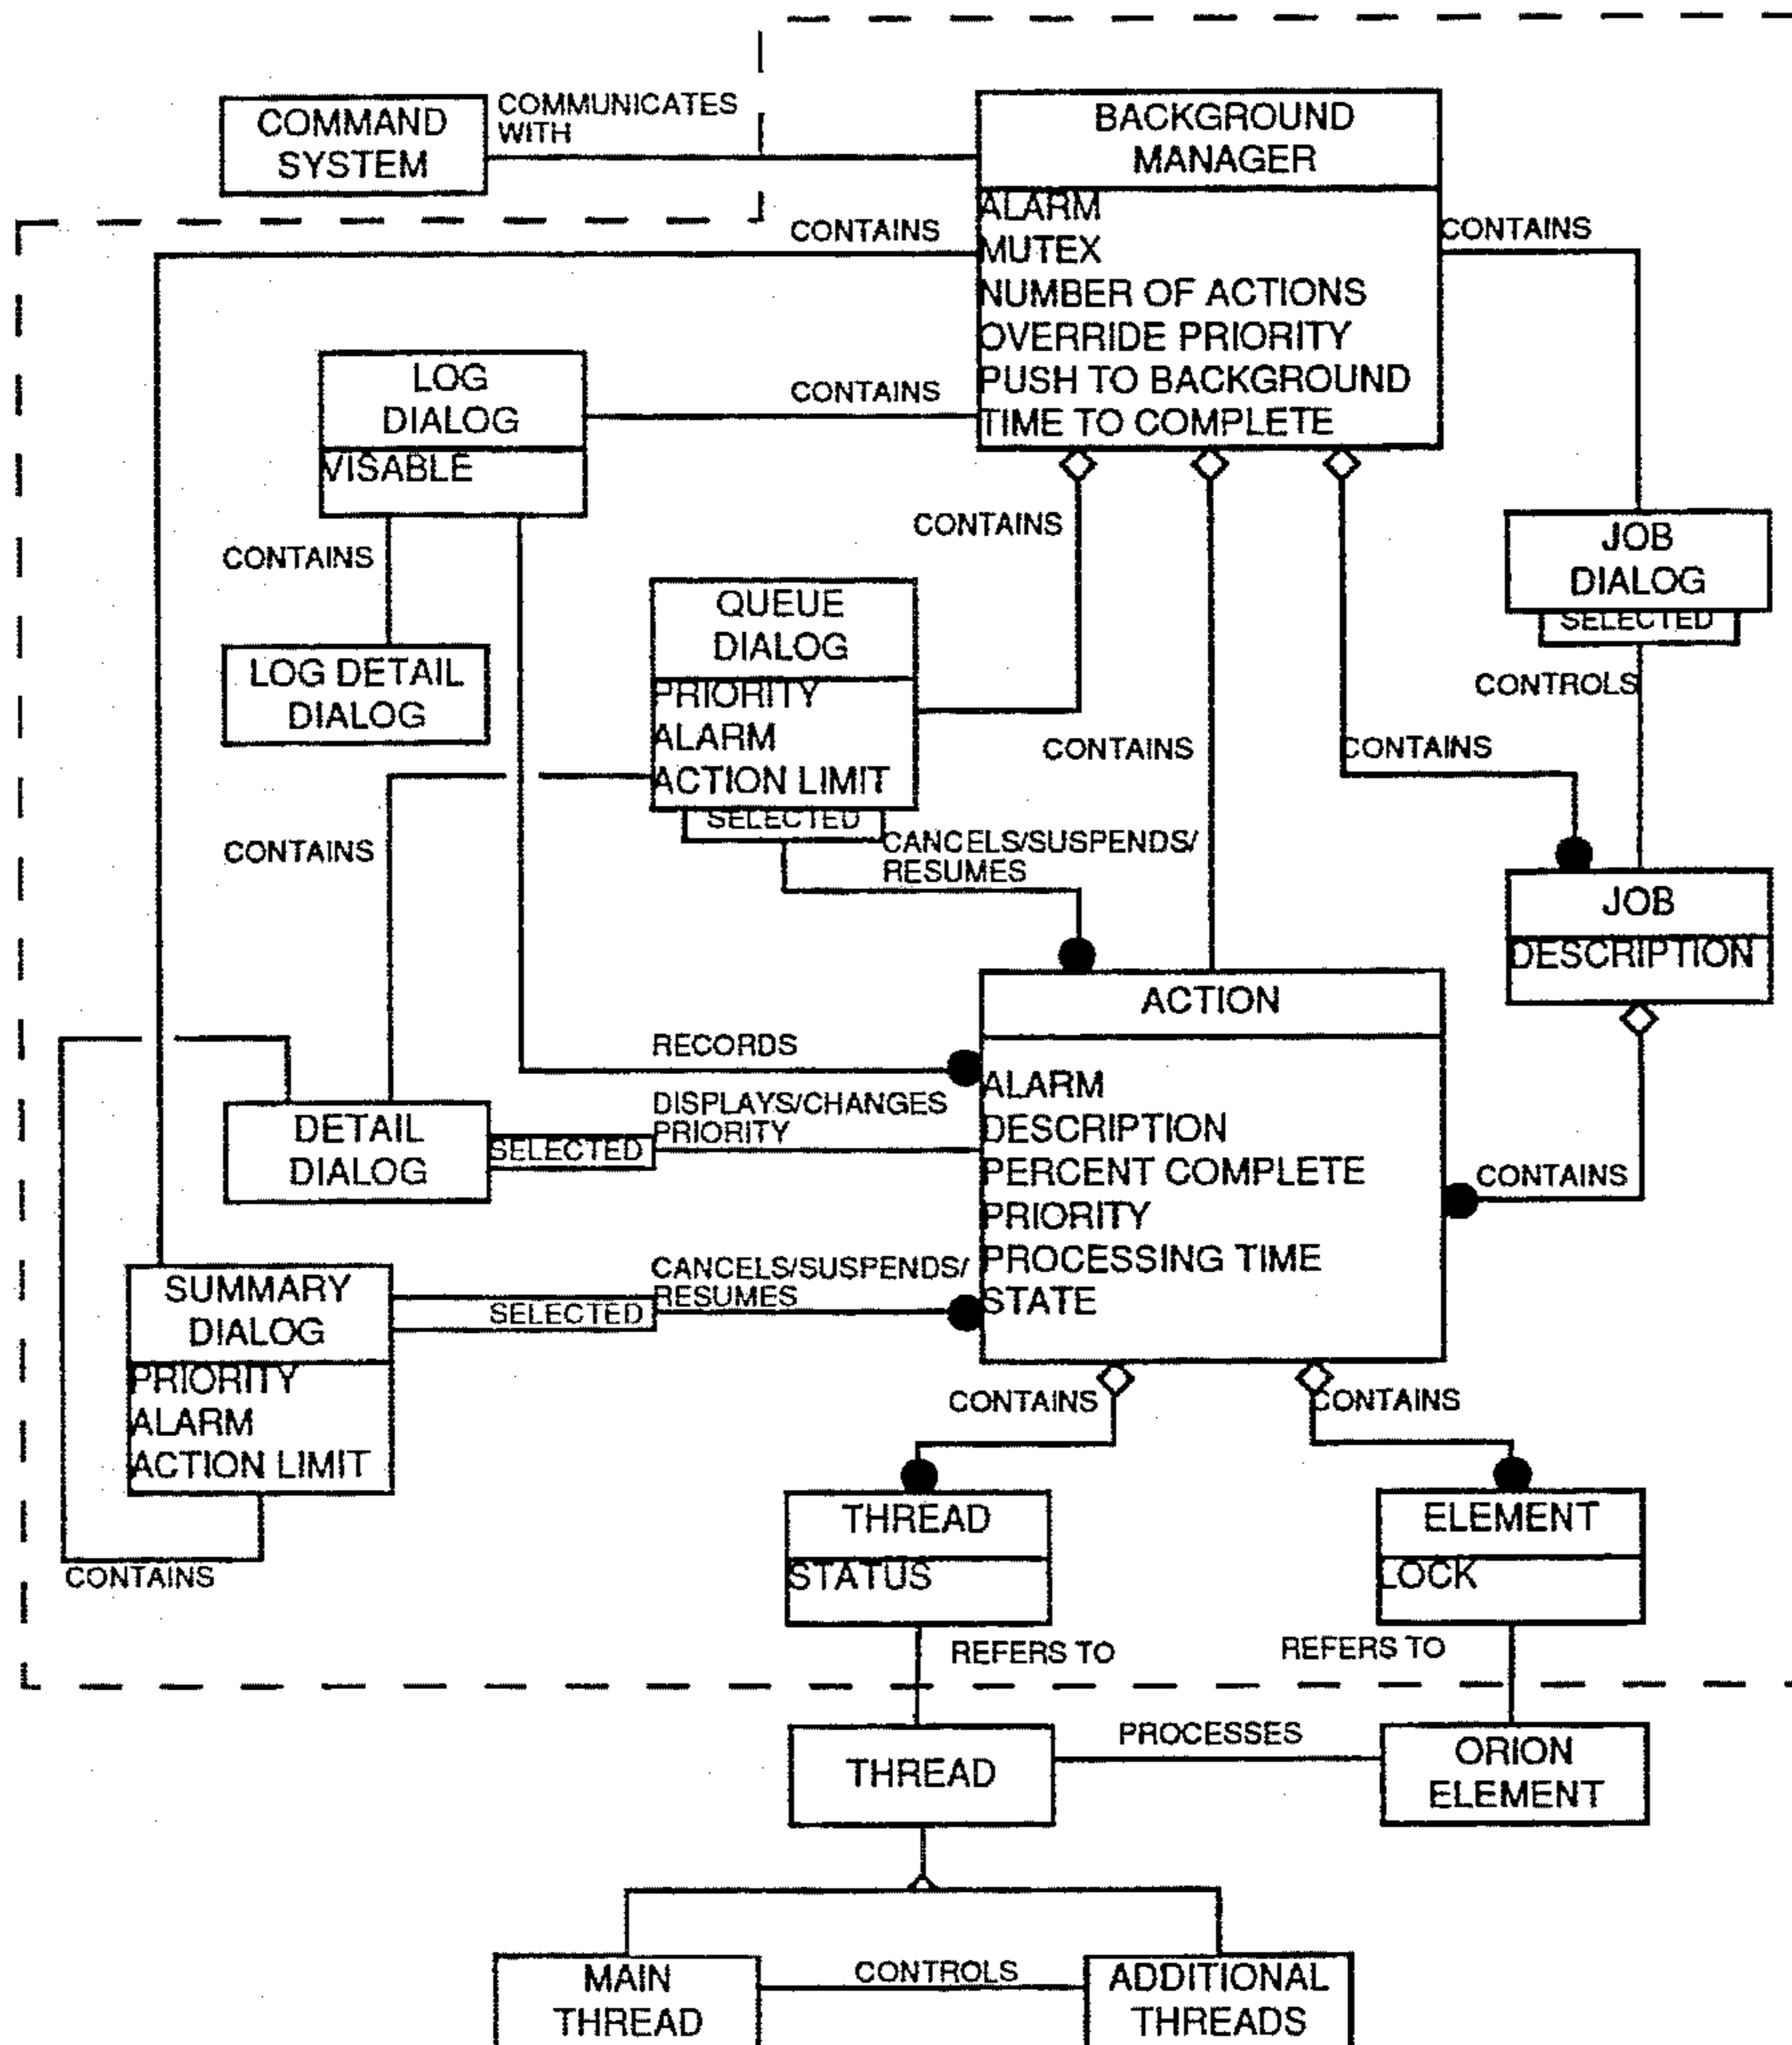 COMMAND
SYSTEM
COMMUNICATES
WITH
BACKGROUND
MANAGER
ALARM
MUTEX
NUMBER OF ACTIONS
OVERRIDE PRIORITY
PUSH TO BACKGROUND
TIME TO COMPLETE
CONTAINS
CONTAINS
CONTAINS
LOG
DIALOG
VISABLE
CONTAINS
CONTAINS
QUEUE
DIALOG
PRIORITY
ALARM
ACTION LIMIT
SELECTED
JOB
DIALOG
SELECTED
CONTROLS
LOG DETAIL
DIALOG
CONTAINS
CONTAINS
CONTAINS
CANCELS/SUSPENDS/
RESUMES
JOB
DESCRIPTION
ACTION
ALARM
DESCRIPTION
PERCENT COMPLETE
PRIORITY
PROCESSING TIME
STATE
RECORDS
DISPLAYS/CHANGES
PRIORITY
DETAIL
DIALOG
SELECTED
CONTAINS
SUMMARY
DIALOG
PRIORITY
ALARM
ACTION LIMIT
SELECTED
CANCELS/SUSPENDS/
RESUMES
CONTAINS
CONTAINS
CONTAINS
THREAD
STATUS
ELEMENT
LOCK
REFERS TO
REFERS TO
THREAD
PROCESSES
ORION
ELEMENT
MAIN
THREAD
CONTROLS
ADDITIONAL
THREADS